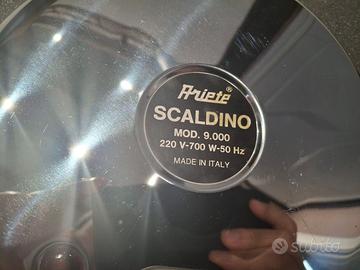 Ariete®
SCALDINO
MOD. 9.000
220 V-700 W-50 Hz
MADE IN ITALY
subito